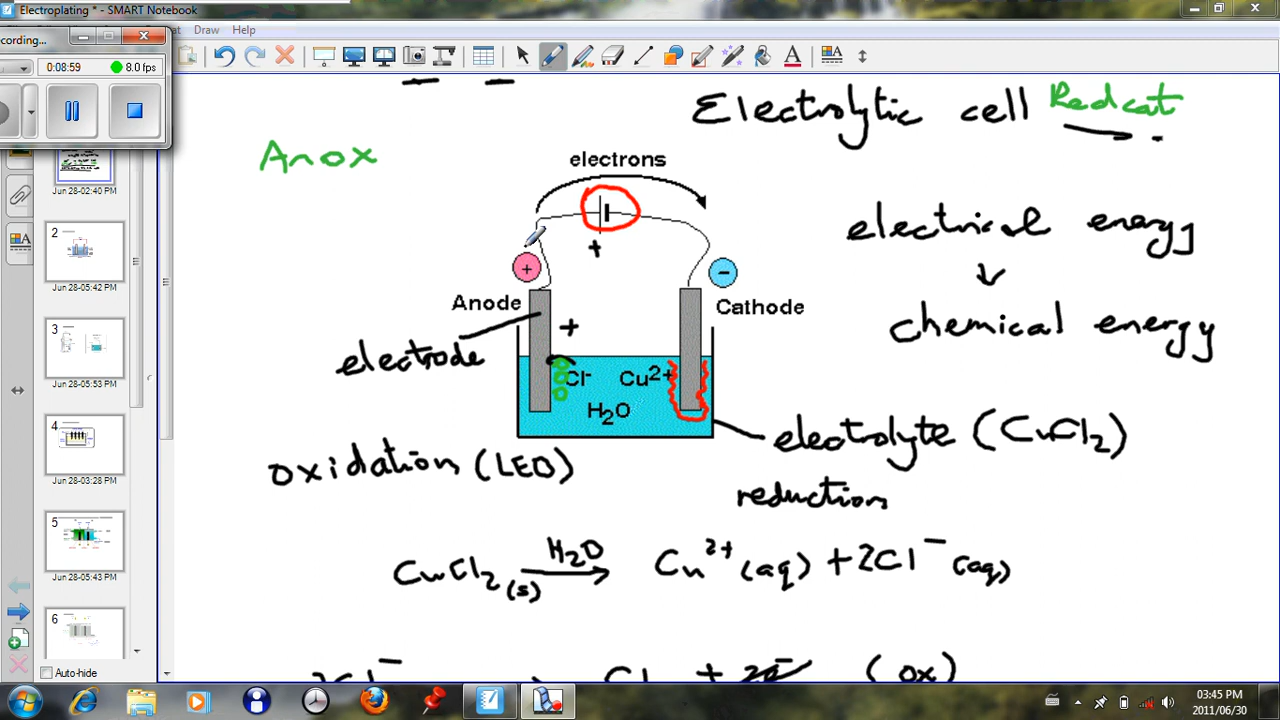 Electroplating * - SMART Notebook
cording...
Draw Help
0:08:59 8.0 fps
Jun 28-02:40 PM
2
Jun 28-05:42 PM
3
Jun 28-05:53 PM
4
Jun 28-03:28 PM
5
Jun 28-05:43 PM
6
Auto-hide
Electrolytic cell Redcat
Anox
electrons
+
electrical energy
↓
chemical energy
+ −
Anode Cathode
+
electrode
Cl- Cu2+
H2O
electrolyte (CuCl2)
oxidation (LEO)
reduction
CuCl2(s) H2O→ Cu2+(aq) + 2Cl−(aq)
2Cl− → Cl + 2e− (ox)
03:45 PM
2011/06/30